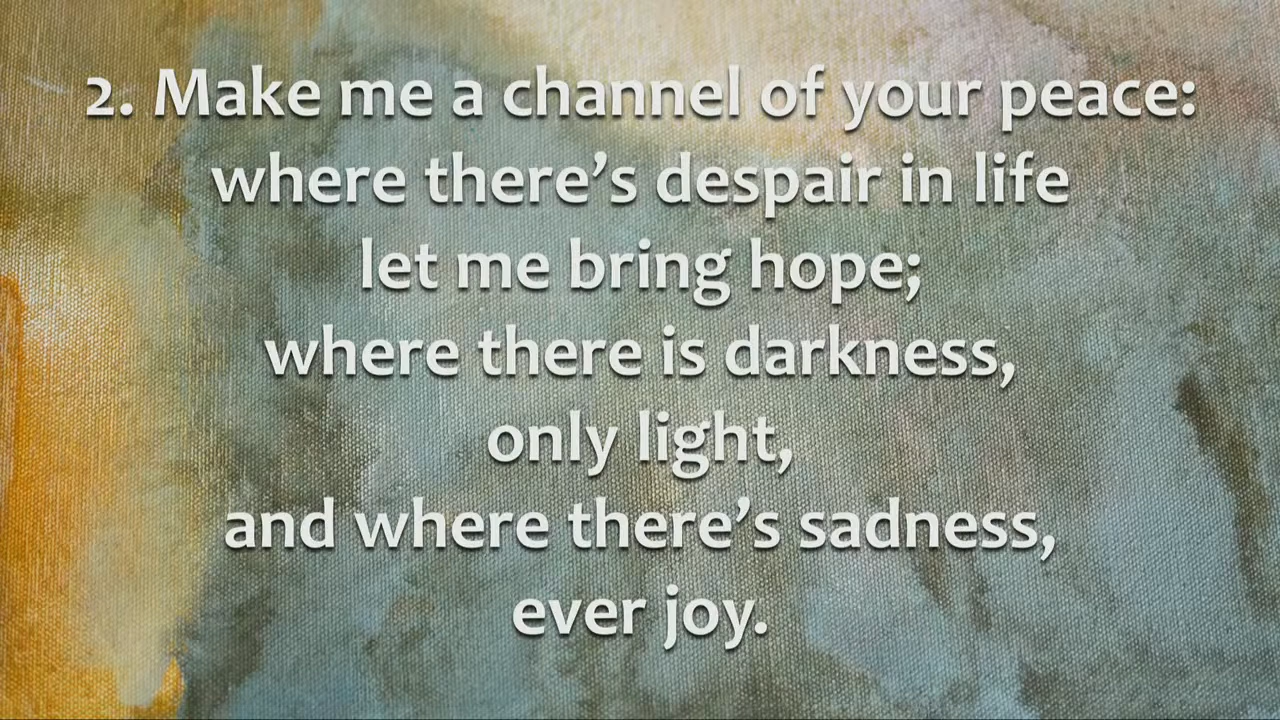 2. Make me a channel of your peace:
where there’s despair in life
let me bring hope;
where there is darkness,
only light,
and where there’s sadness,
ever joy.